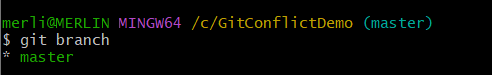 merli@MERLIN MINGW64 /c/GitConflictDemo (master)
$ git branch
* master